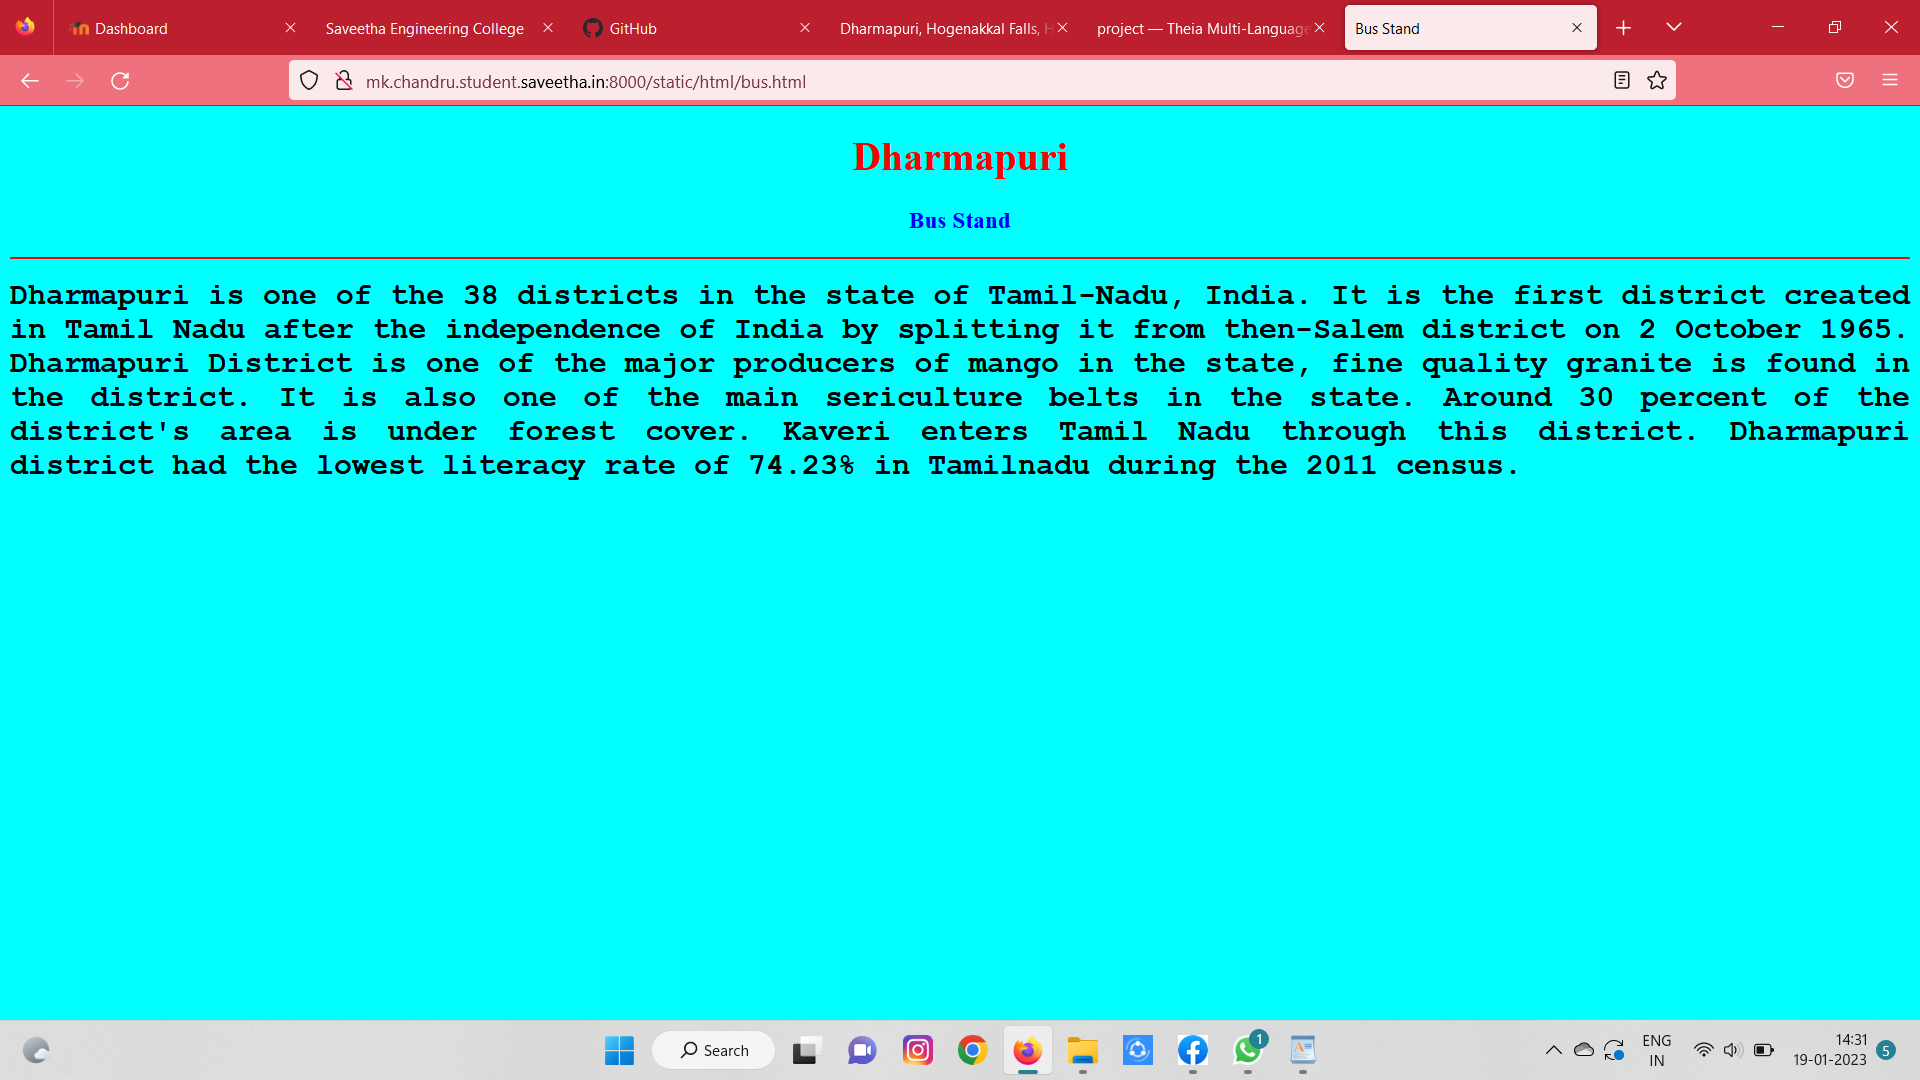 Dashboard
Saveetha Engineering College
GitHub
Dharmapuri, Hogenakkal Falls, H
project — Theia Multi-Language
Bus Stand
mk.chandru.student.saveetha.in:8000/static/html/bus.html
Dharmapuri
Bus Stand
Dharmapuri is one of the 38 districts in the state of Tamil-Nadu, India. It is the first district created
in Tamil Nadu after the independence of India by splitting it from then-Salem district on 2 October 1965.
Dharmapuri District is one of the major producers of mango in the state, fine quality granite is found in
the district. It is also one of the main sericulture belts in the state. Around 30 percent of the
district's area is under forest cover. Kaveri enters Tamil Nadu through this district. Dharmapuri
district had the lowest literacy rate of 74.23% in Tamilnadu during the 2011 census.
Search
1
ENG
IN
14:31
19-01-2023
5